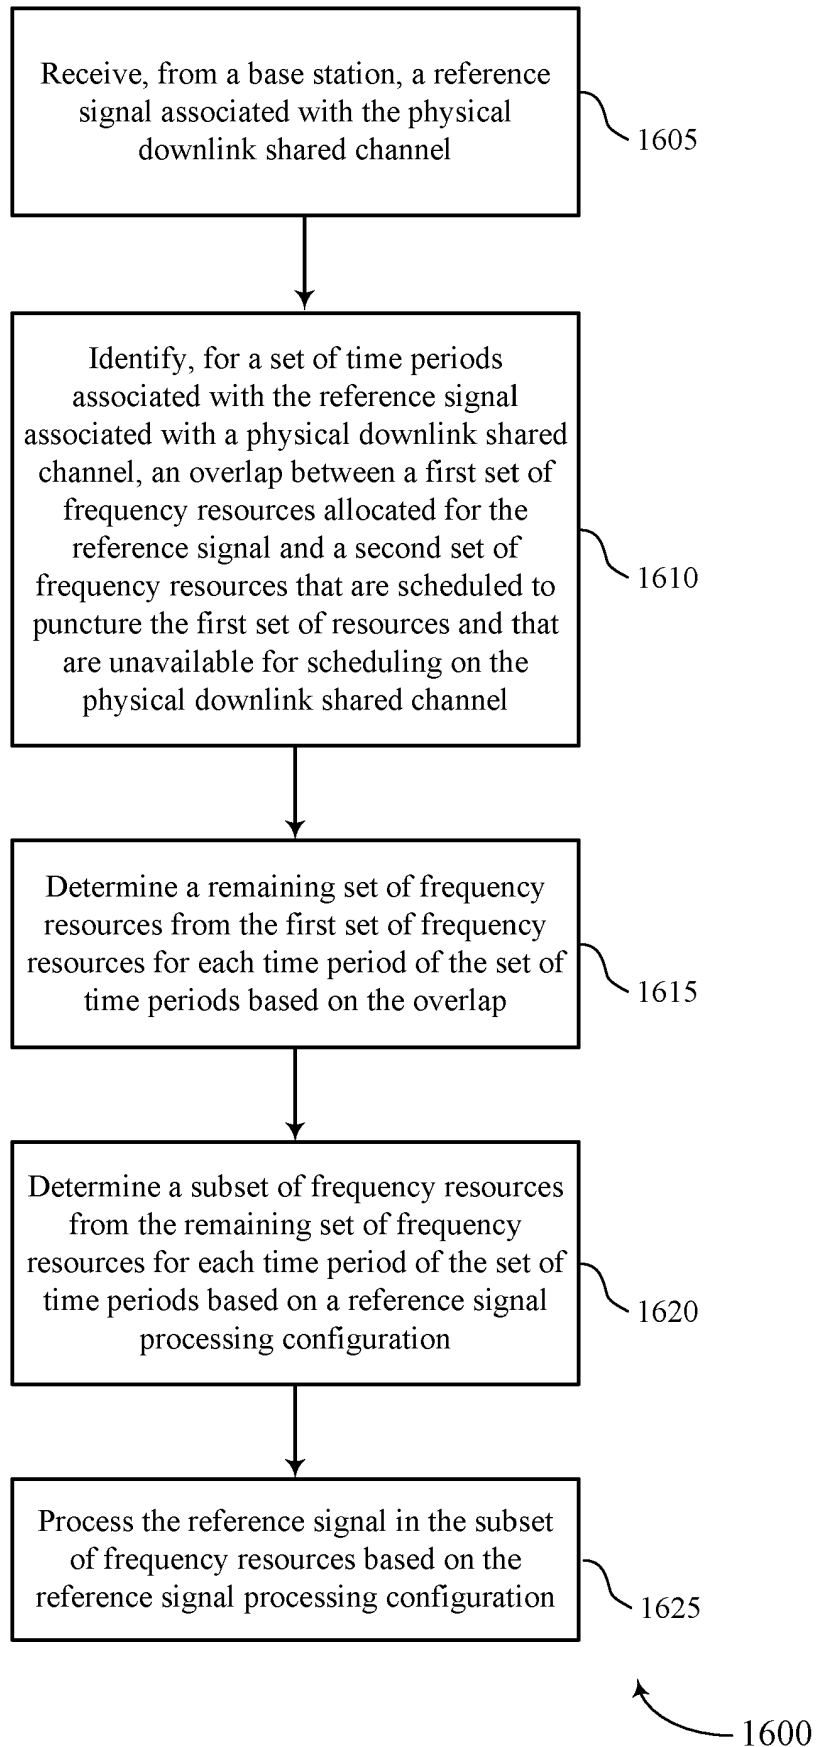 Receive, from a base station, a reference
signal associated with the physical
downlink shared channel
1605
Identify, for a set of time periods
associated with the reference signal
associated with a physical downlink shared
channel, an overlap between a first set of
frequency resources allocated for the
reference signal and a second set of
frequency resources that are scheduled to
puncture the first set of resources and that
are unavailable for scheduling on the
physical downlink shared channel
1610
Determine a remaining set of frequency
resources from the first set of frequency
resources for each time period of the set of
time periods based on the overlap
1615
Determine a subset of frequency resources
from the remaining set of frequency
resources for each time period of the set of
time periods based on a reference signal
processing configuration
1620
Process the reference signal in the subset
of frequency resources based on the
reference signal processing configuration
1625
1600